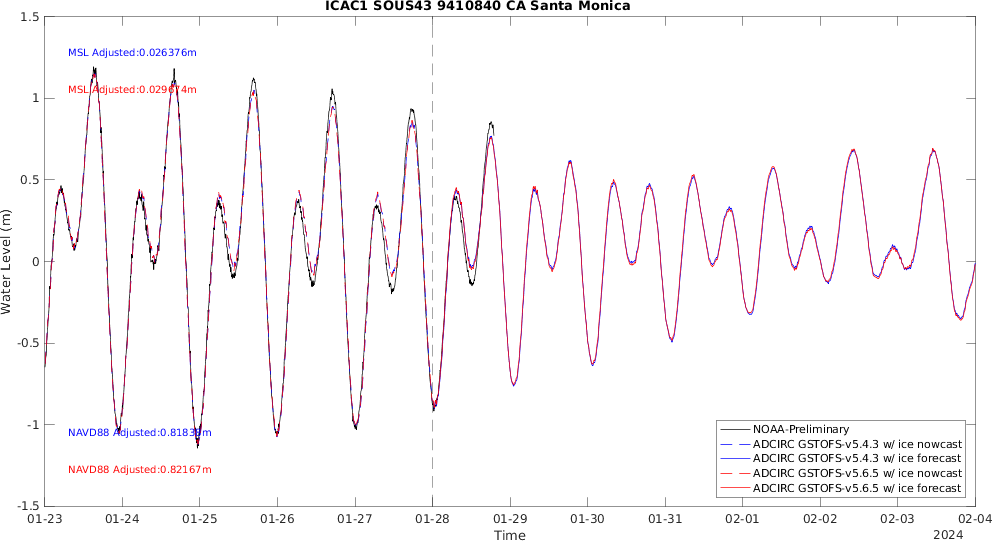 ICAC1 SOUS43 9410840 CA Santa Monica
1.5
1
0.5
0
-0.5
-1
-1.5
Water Level (m)
MSL Adjusted:0.026376m
MSL Adjusted:0.029674m
NAVD88 Adjusted:
NAVD88 Adjusted:0.82167m
NOAA-Preliminary
ADCIRC GSTOFS-v5.4.3 w/ ice nowcast
ADCIRC GSTOFS-v5.4.3 w/ ice forecast
ADCIRC GSTOFS-v5.6.5 w/ ice nowcast
ADCIRC GSTOFS-v5.6.5 w/ ice forecast
01-23 01-24 01-25 01-26 01-27 01-28 01-29 01-30 01-31 02-01 02-02 02-03 02-04
Time
2024